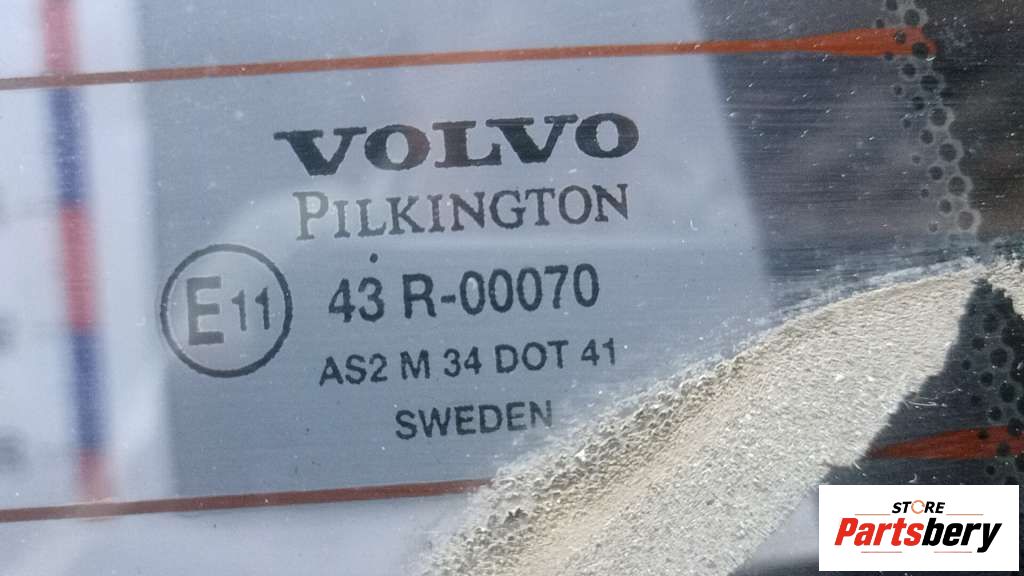 VOLVO
PILKINGTON
E11
43 R-00070
AS2 M 34 DOT 41
SWEDEN
STORE
Partsbery